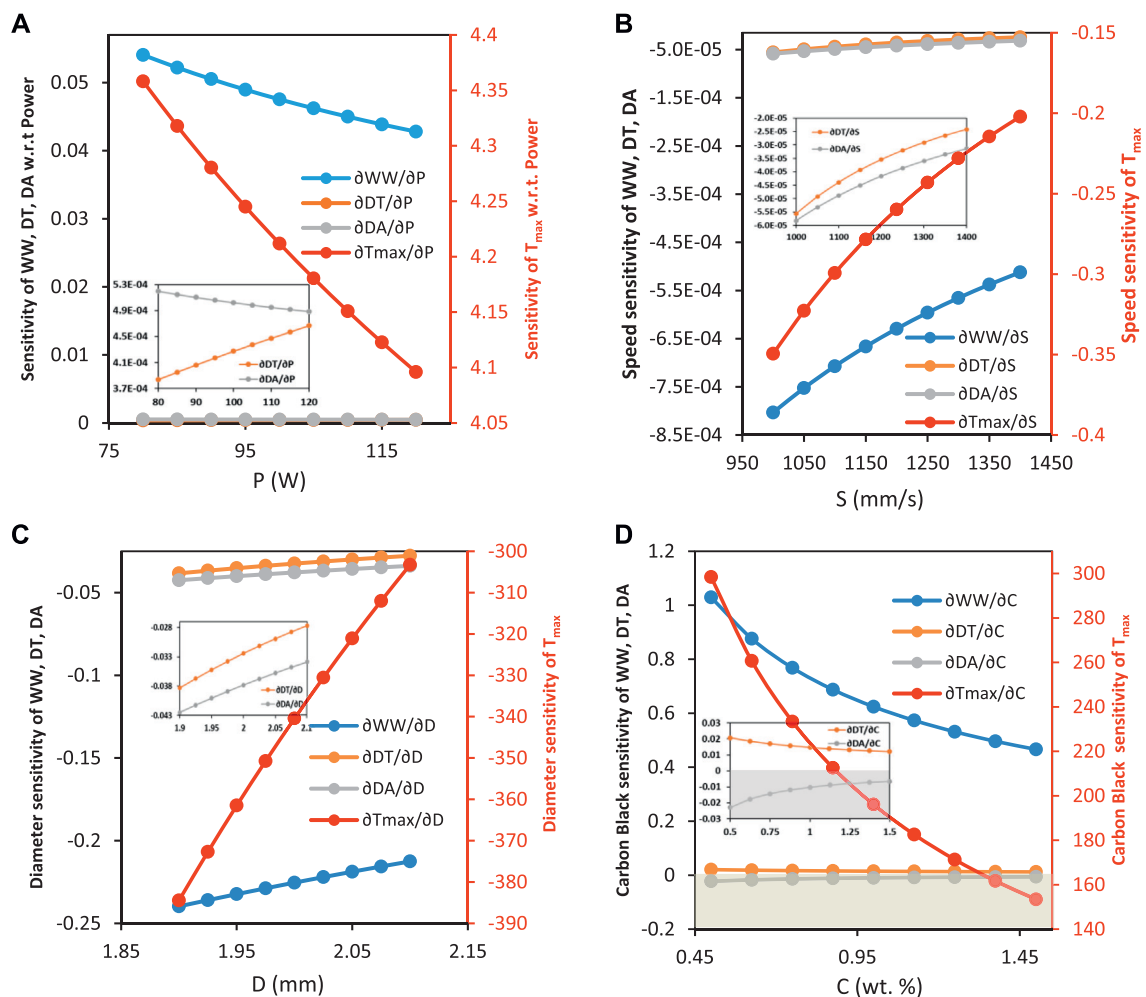 A
Sensitivity of WW, DT, DA w.r.t Power
0.05
0.04
0.03
0.02
0.01
0
4.4
4.35
4.3
4.25
4.2
4.15
4.1
4.05
Sensitivity of Tmax w.r.t. Power
∂WW/∂P
∂DT/∂P
∂DA/∂P
∂Tmax/∂P
5.3E-04
4.9E-04
4.5E-04
4.1E-04
3.7E-04
∂DT/∂P
∂DA/∂P
80 90 100 110 120
75 95 115
P (W)
B
Speed sensitivity of WW, DT, DA
-5.0E-05
-1.5E-04
-2.5E-04
-3.5E-04
-4.5E-04
-5.5E-04
-6.5E-04
-7.5E-04
-8.5E-04
-0.15
-0.2
-0.25
-0.3
-0.35
-0.4
Speed sensitivity of Tmax
-2.0E-05
-2.5E-05
-3.0E-05
-3.5E-05
-4.0E-05
-4.5E-05
-5.0E-05
-5.5E-05
-6.0E-05
∂DT/∂S
∂DA/∂S
1000 1100 1200 1300 1400
∂WW/∂S
∂DT/∂S
∂DA/∂S
∂Tmax/∂S
950 1050 1150 1250 1350 1450
S (mm/s)
C
Diameter sensitivity of WW, DT, DA
-0.05
-0.1
-0.15
-0.2
-0.25
-300
-310
-320
-330
-340
-350
-360
-370
-380
-390
Diameter sensitivity of Tmax
-0.028
-0.033
-0.038
-0.043
∂DT/∂D
∂DA/∂D
1.9 1.95 2 2.05 2.1
∂WW/∂D
∂DT/∂D
∂DA/∂D
∂Tmax/∂D
1.85 1.95 2.05 2.15
D (mm)
D
Carbon Black sensitivity of WW, DT, DA
1.2
1
0.8
0.6
0.4
0.2
0
-0.2
300
280
260
240
220
200
180
160
140
Carbon Black sensitivity of Tmax
∂WW/∂C
∂DT/∂C
∂DA/∂C
∂Tmax/∂C
0.03
0.02
0.01
0
-0.01
-0.02
-0.03
∂DT/∂C
∂DA/∂C
0.5 0.75 1 1.25 1.5
0.45 0.95 1.45
C (wt. %)